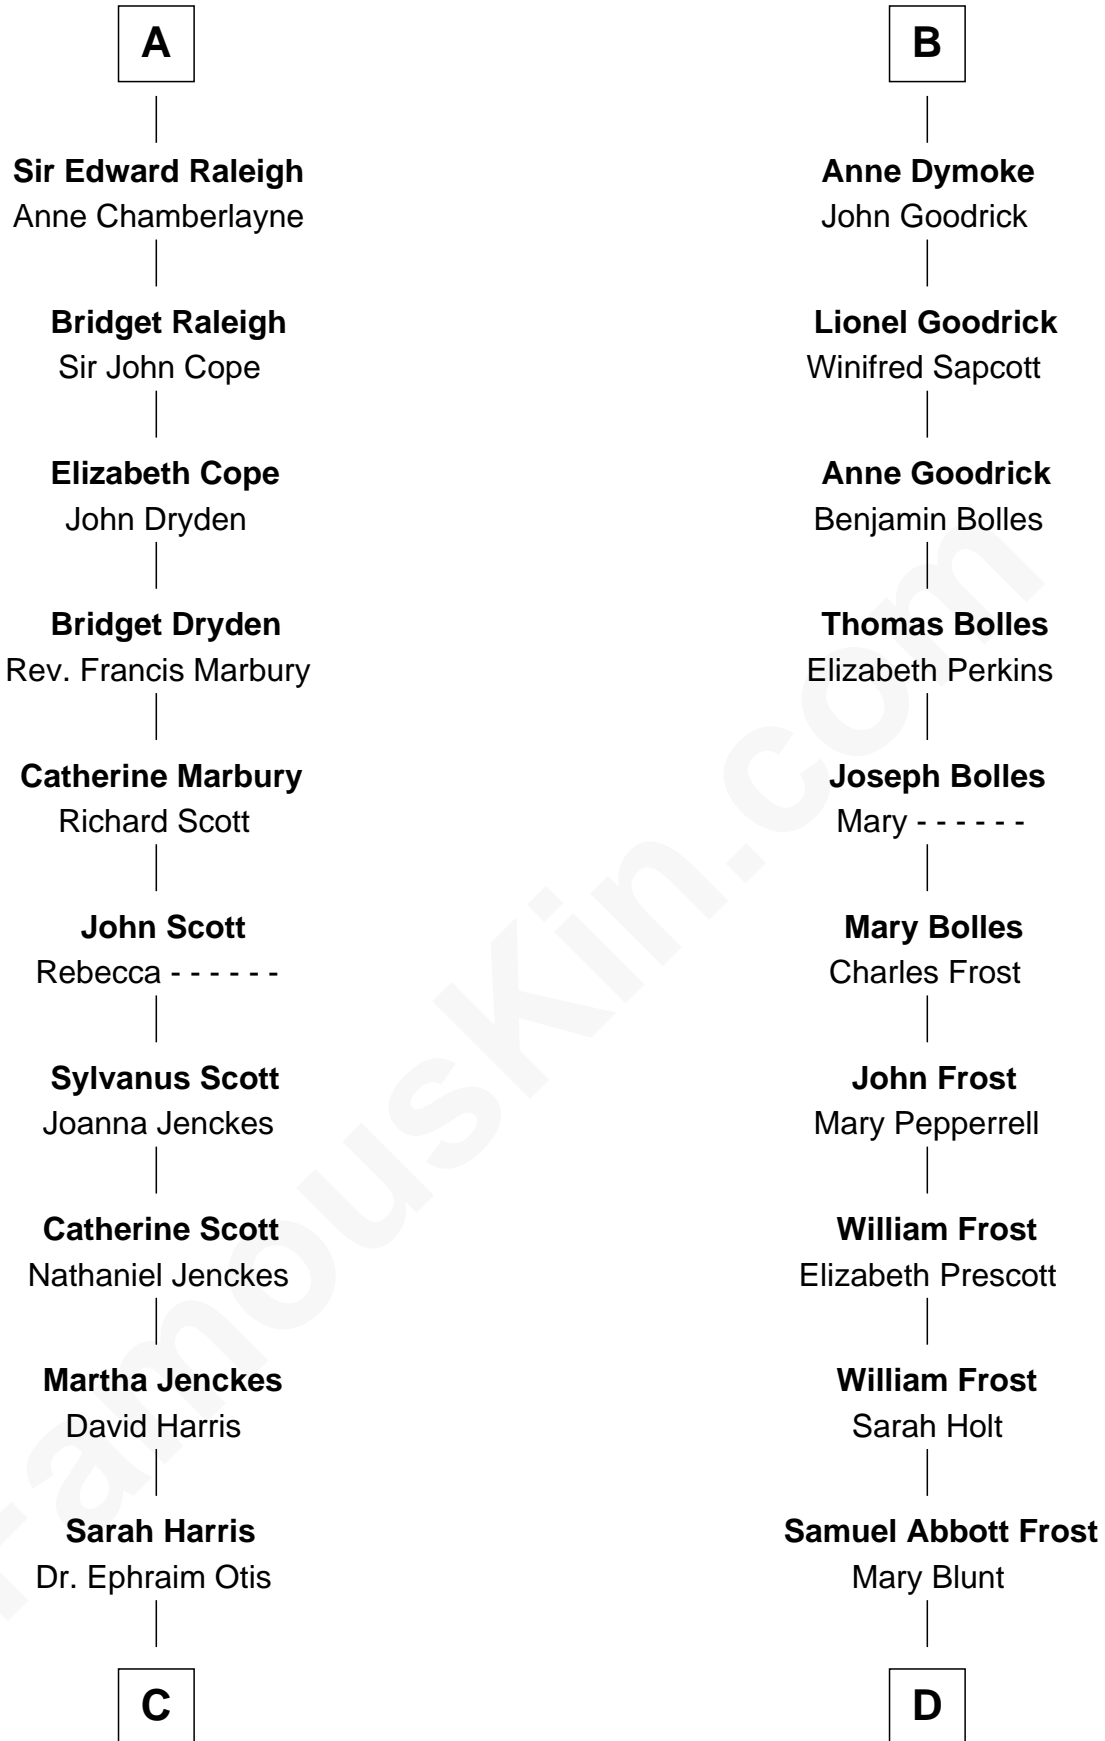 A
Sir Edward Raleigh
Anne Chamberlayne
Bridget Raleigh
Sir John Cope
Elizabeth Cope
John Dryden
Bridget Dryden
Rev. Francis Marbury
Catherine Marbury
Richard Scott
John Scott
Rebecca - - - - - -
Sylvanus Scott
Joanna Jenckes
Catherine Scott
Nathaniel Jenckes
Martha Jenckes
David Harris
Sarah Harris
Dr. Ephraim Otis
C
B
Anne Dymoke
John Goodrick
Lionel Goodrick
Winifred Sapcott
Anne Goodrick
Benjamin Bolles
Thomas Bolles
Elizabeth Perkins
Joseph Bolles
Mary - - - - - -
Mary Bolles
Charles Frost
John Frost
Mary Pepperrell
William Frost
Elizabeth Prescott
William Frost
Sarah Holt
Samuel Abbott Frost
Mary Blunt
D
FamousKin.com